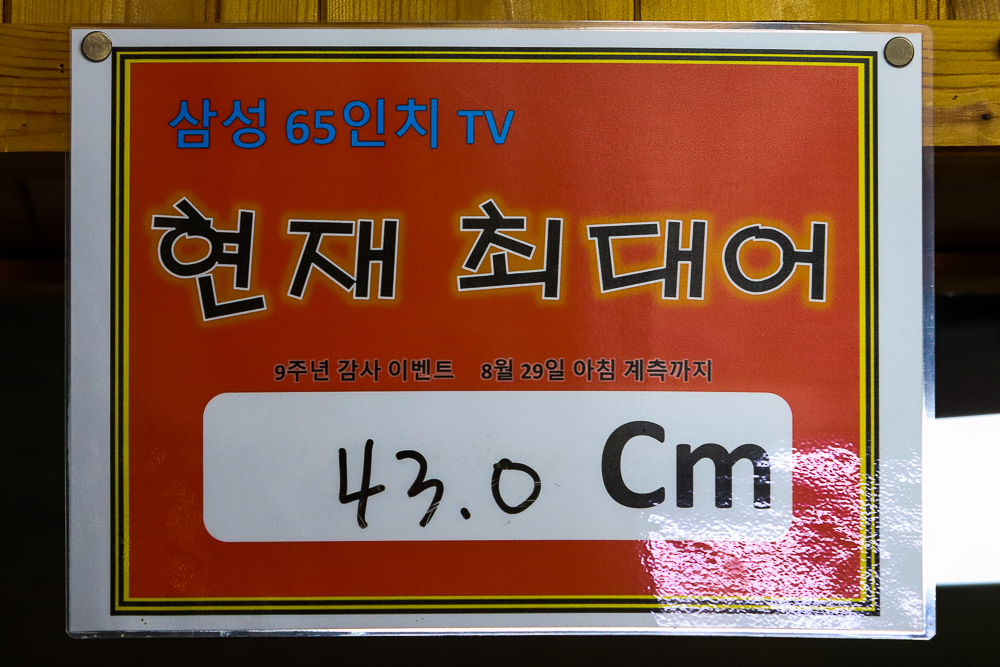 삼성 65인치 TV
현재 최대어
9주년 감사 이벤트 8월 29일 아침 계측까지
43.0 Cm